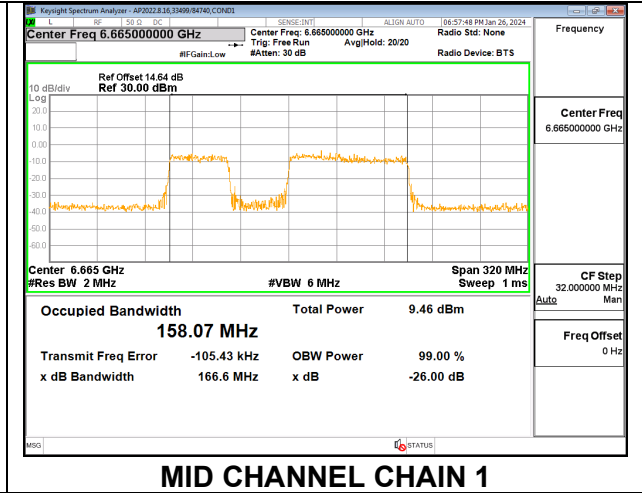 Keysight Spectrum Analyzer - AP2022.8.16,33499/84740,COND1
L RF 50 Ω DC SENSE:INT ALIGN AUTO 06:57:48 PM Jan 26, 2024
Center Freq 6.665000000 GHz
Center Freq: 6.665000000 GHz Radio Std: None
Trig: Free Run Avg|Hold: 20/20
#IFGain:Low #Atten: 30 dB Radio Device: BTS
Frequency
Ref Offset 14.64 dB
10 dB/div Ref 30.00 dBm
Log
20.0
10.0
0.00
-10.0
-20.0
-30.0
-40.0
-50.0
-60.0
Center Freq
6.665000000 GHz
Center 6.665 GHz Span 320 MHz
#Res BW 2 MHz #VBW 6 MHz Sweep 1 ms
CF Step
32.000000 MHz
Auto Man
Occupied Bandwidth Total Power 9.46 dBm
158.07 MHz
Transmit Freq Error -105.43 kHz OBW Power 99.00 %
x dB Bandwidth 166.6 MHz x dB -26.00 dB
Freq Offset
0 Hz
MSG STATUS
MID CHANNEL CHAIN 1